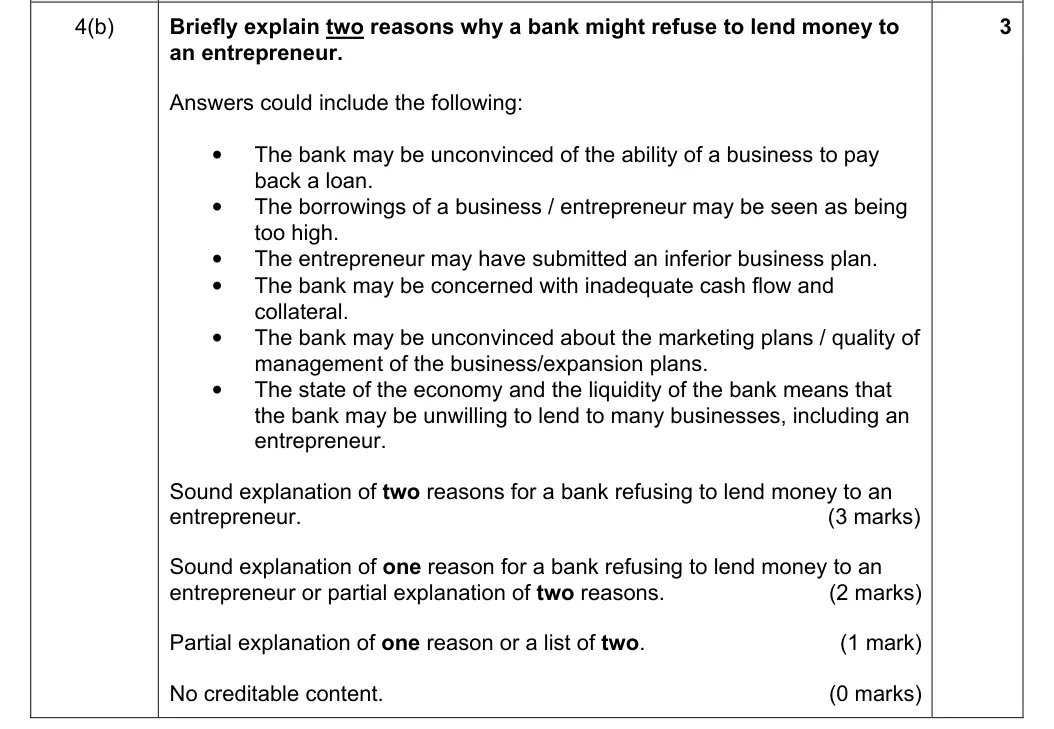 4(b) Briefly explain two reasons why a bank might refuse to lend money to 3
an entrepreneur.
Answers could include the following:
• The bank may be unconvinced of the ability of a business to pay
back a loan.
• The borrowings of a business / entrepreneur may be seen as being
too high.
• The entrepreneur may have submitted an inferior business plan.
• The bank may be concerned with inadequate cash flow and
collateral.
• The bank may be unconvinced about the marketing plans / quality of
management of the business/expansion plans.
• The state of the economy and the liquidity of the bank means that
the bank may be unwilling to lend to many businesses, including an
entrepreneur.
Sound explanation of two reasons for a bank refusing to lend money to an
entrepreneur. (3 marks)
Sound explanation of one reason for a bank refusing to lend money to an
entrepreneur or partial explanation of two reasons. (2 marks)
Partial explanation of one reason or a list of two. (1 mark)
No creditable content. (0 marks)